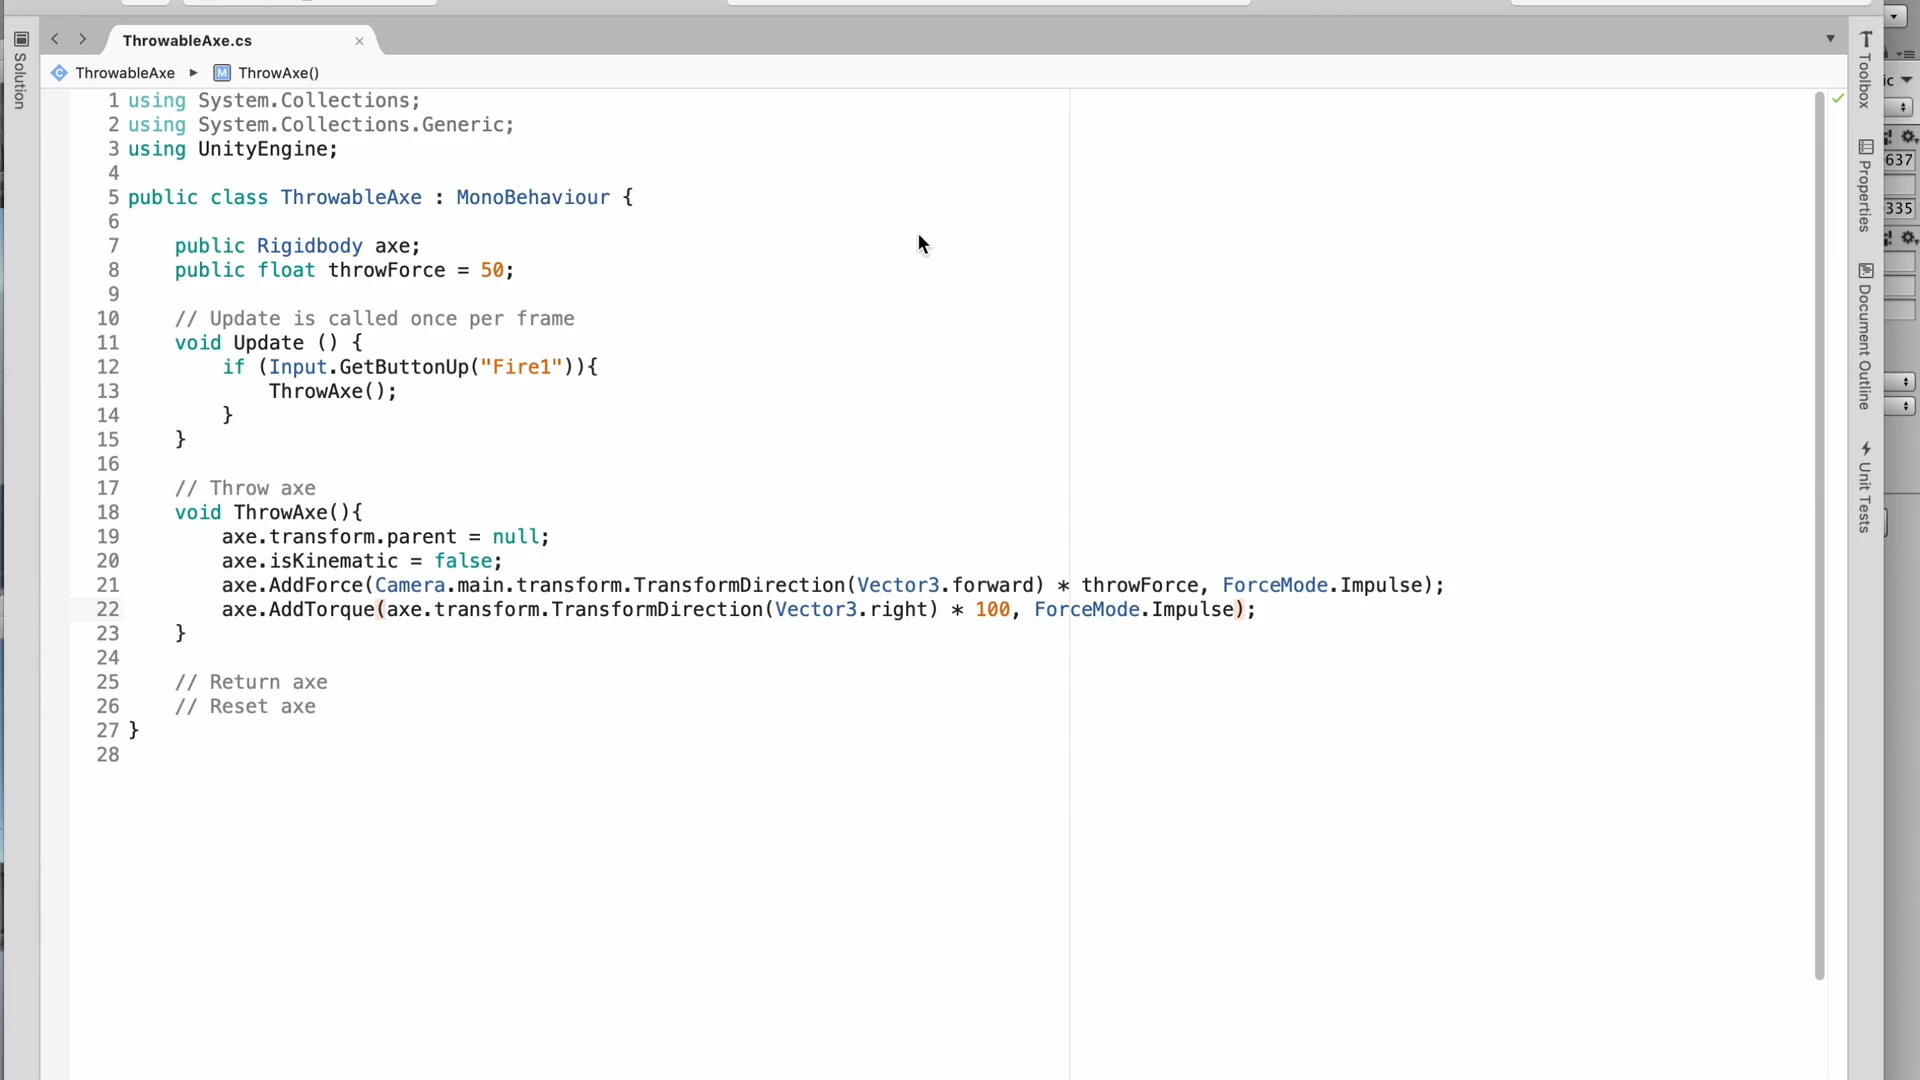 ThrowableAxe.cs
ThrowableAxe
M ThrowAxe()
Solution
1 using System.Collections;
2 using System.Collections.Generic;
3 using UnityEngine;
4
5 public class ThrowableAxe : MonoBehaviour {
6
7 public Rigidbody axe;
8 public float throwForce = 50;
9
10 // Update is called once per frame
11 void Update () {
12 if (Input.GetButtonUp("Fire1")){
13 ThrowAxe();
14 }
15 }
16
17 // Throw axe
18 void ThrowAxe(){
19 axe.transform.parent = null;
20 axe.isKinematic = false;
21 axe.AddForce(Camera.main.transform.TransformDirection(Vector3.forward) * throwForce, ForceMode.Impulse);
22 axe.AddTorque(axe.transform.TransformDirection(Vector3.right) * 100, ForceMode.Impulse);
23 }
24
25 // Return axe
26 // Reset axe
27 }
28
Toolbox
Properties
Document Outline
Unit Tests
ic
637
335